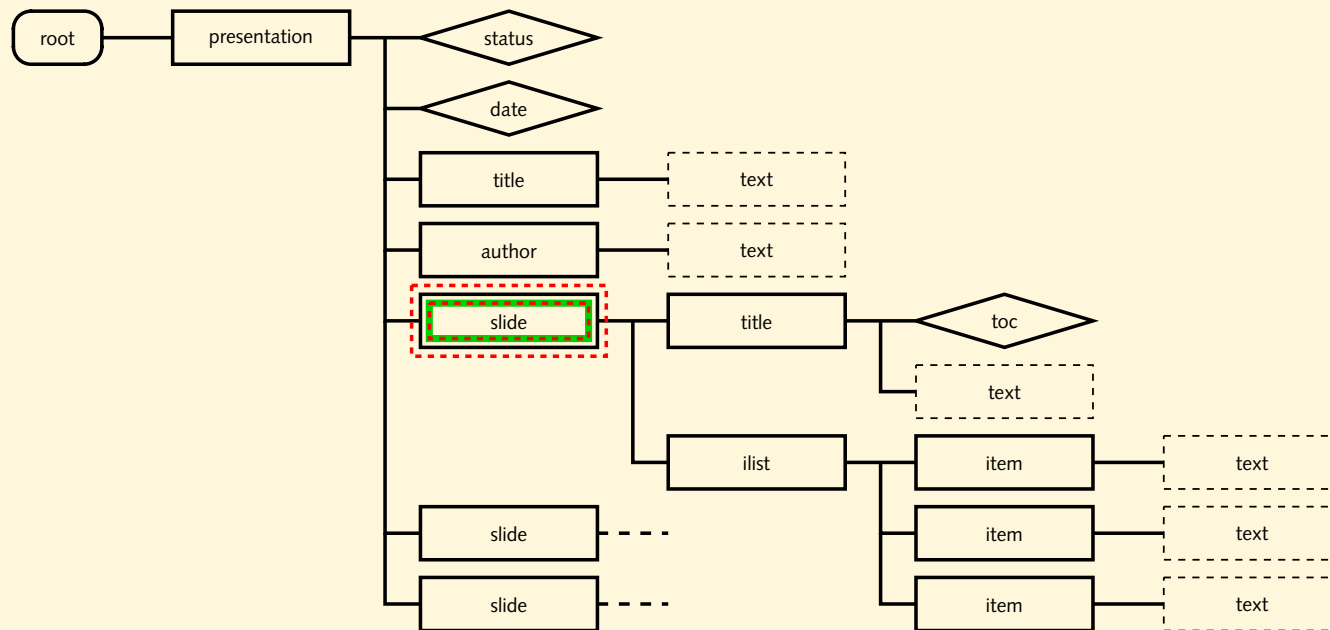 root presentation status
date
title text
author text
slide title toc
text
ilist item text
slide item text
slide item text